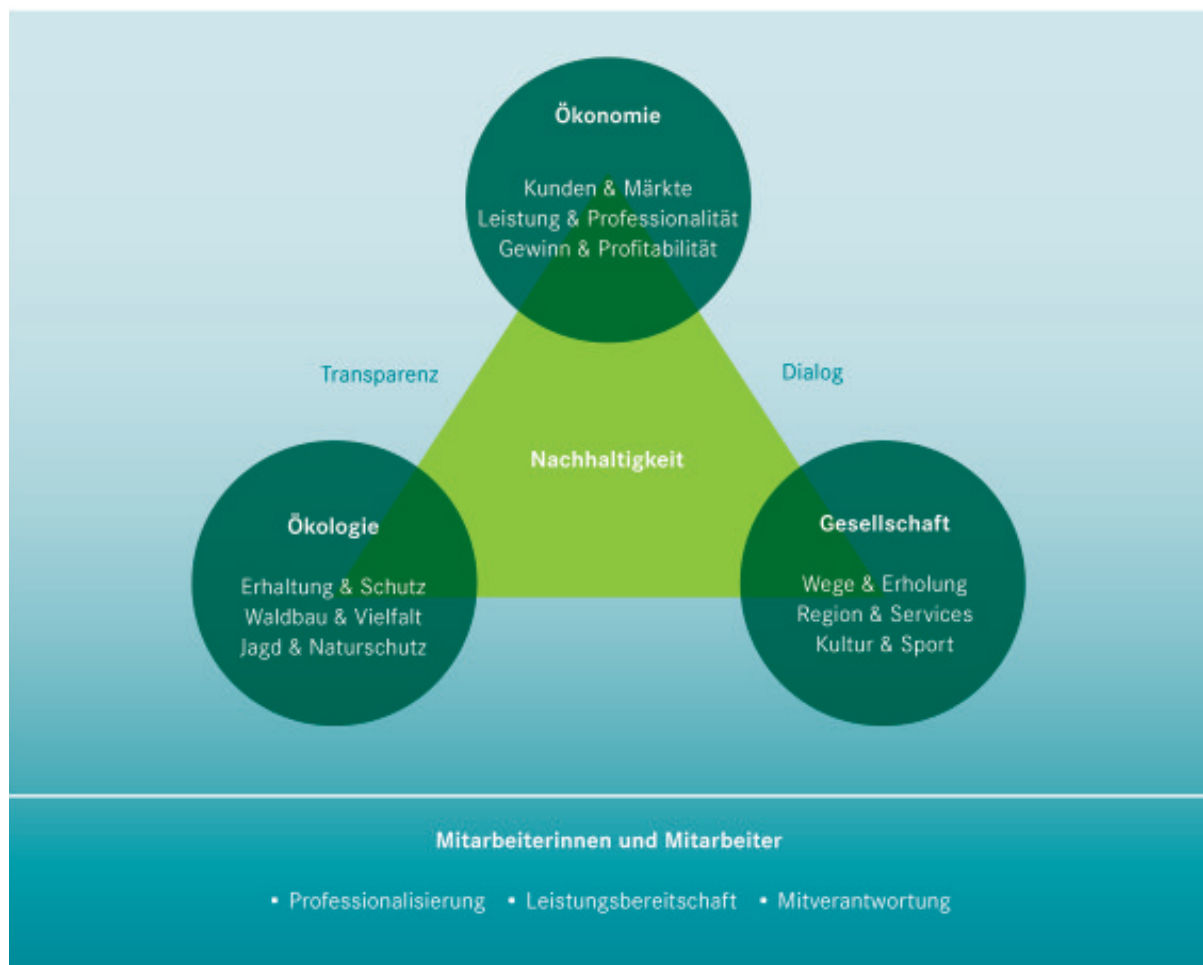 Ökonomie
Kunden & Märkte
Leistung & Professionalität
Gewinn & Profitabilität
Transparenz
Dialog
Nachhaltigkeit
Ökologie
Erhaltung & Schutz
Waldbau & Vielfalt
Jagd & Naturschutz
Gesellschaft
Wege & Erholung
Region & Services
Kultur & Sport
Mitarbeiterinnen und Mitarbeiter
• Professionalisierung • Leistungsbereitschaft • Mitverantwortung